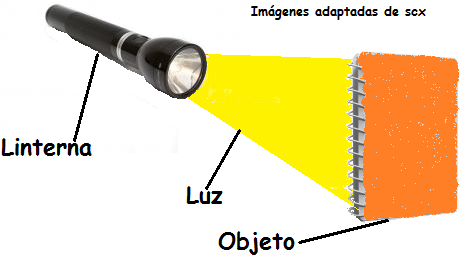 Imágenes adaptadas de scx
Linterna
Luz
Objeto